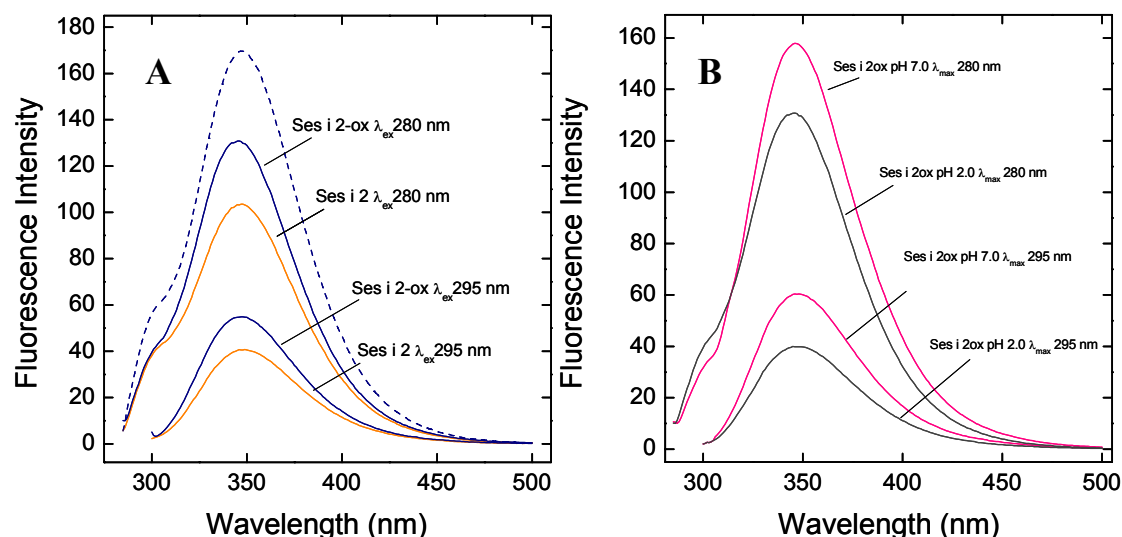 A
Fluorescence Intensity
180
160
140
120
100
80
60
40
20
0
Ses i 2-ox λex280 nm
Ses i 2 λex280 nm
Ses i 2-ox λex295 nm
Ses i 2 λex295 nm
300 350 400 450 500
Wavelength (nm)
B
Fluorescence Intensity
160
140
120
100
80
60
40
20
0
Ses i 2ox pH 7.0 λmax 280 nm
Ses i 2ox pH 2.0 λmax 280 nm
Ses i 2ox pH 7.0 λmax 295 nm
Ses i 2ox pH 2.0 λmax 295 nm
300 350 400 450 500
Wavelength (nm)